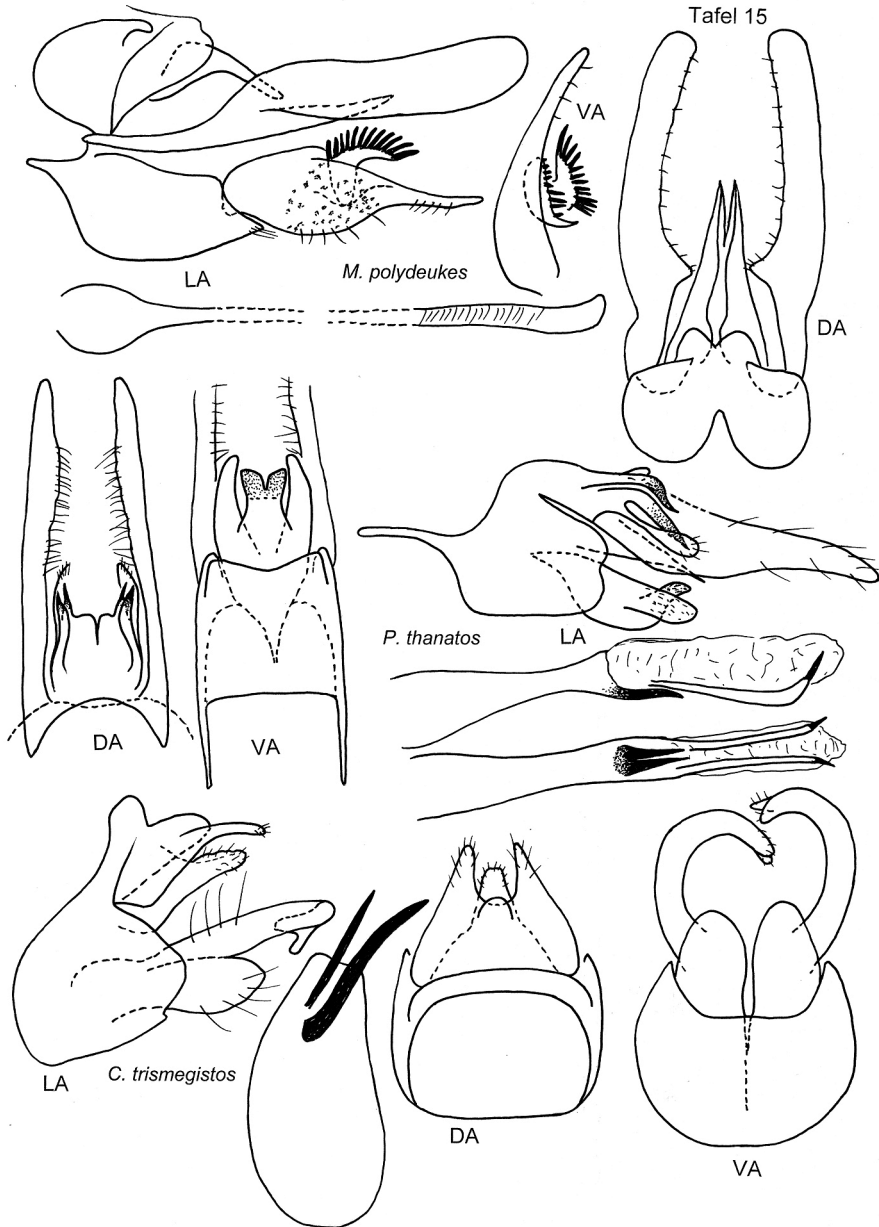 Tafel 15
VA
LA
M. polydeukes
DA
P. thanatos
LA
DA
VA
LA
C. trismegistos
DA
VA